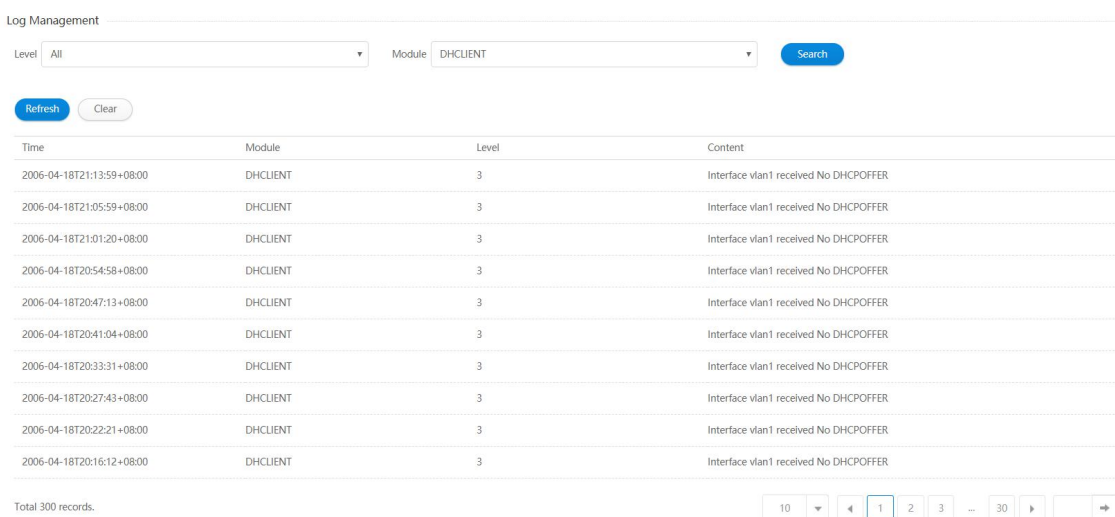 Log Management
Level All Module DHCLIENT Search
Refresh Clear
Time Module Level Content
2006-04-18T21:13:59+08:00 DHCLIENT 3 Interface vlan1 received No DHCPOFFER
2006-04-18T21:05:59+08:00 DHCLIENT 3 Interface vlan1 received No DHCPOFFER
2006-04-18T21:01:20+08:00 DHCLIENT 3 Interface vlan1 received No DHCPOFFER
2006-04-18T20:54:58+08:00 DHCLIENT 3 Interface vlan1 received No DHCPOFFER
2006-04-18T20:47:13+08:00 DHCLIENT 3 Interface vlan1 received No DHCPOFFER
2006-04-18T20:41:04+08:00 DHCLIENT 3 Interface vlan1 received No DHCPOFFER
2006-04-18T20:33:31+08:00 DHCLIENT 3 Interface vlan1 received No DHCPOFFER
2006-04-18T20:27:43+08:00 DHCLIENT 3 Interface vlan1 received No DHCPOFFER
2006-04-18T20:22:21+08:00 DHCLIENT 3 Interface vlan1 received No DHCPOFFER
2006-04-18T20:16:12+08:00 DHCLIENT 3 Interface vlan1 received No DHCPOFFER
Total 300 records. 10 1 2 3 ... 30